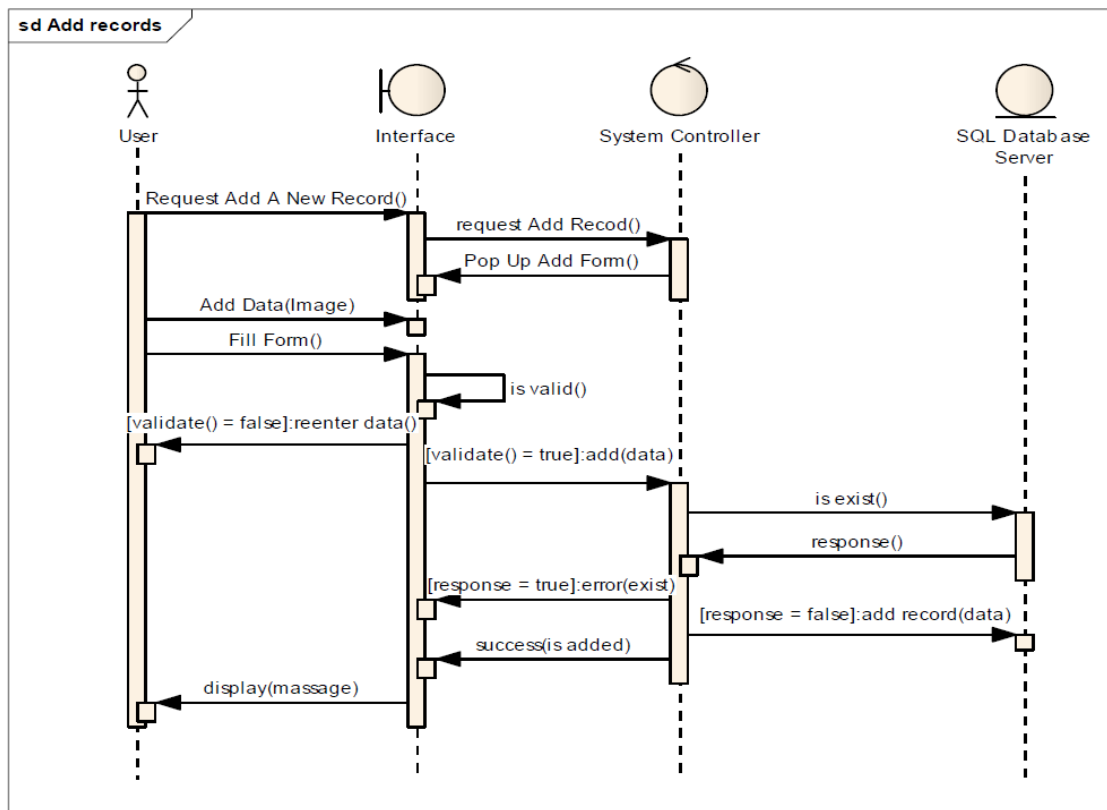 sd Add records
User
Interface
System Controller
SQL Database
Server
Request Add A New Record()
request Add Recod()
Pop Up Add Form()
Add Data(Image)
Fill Form()
is valid()
[validate() = false]:reenter data()
[validate() = true]:add(data)
is exist()
response()
[response = true]:error(exist)
[response = false]:add record(data)
success(is added)
display(massage)